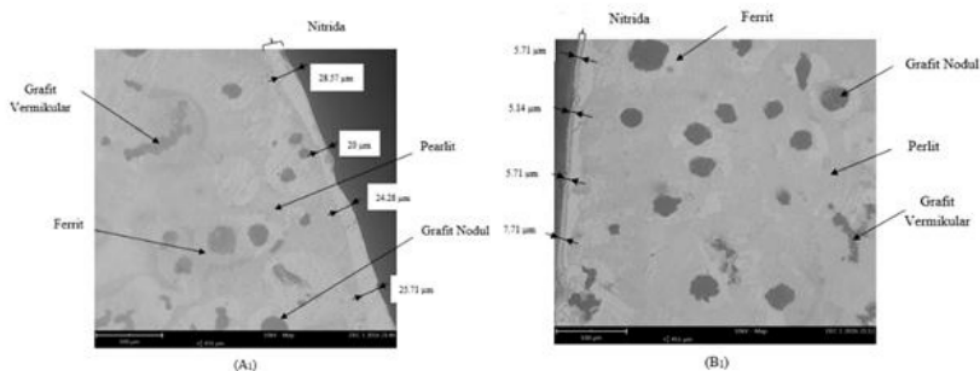 Nitrida
28.57 µm
Grafit
Vermikular
20 µm
Pearlit
24.28 µm
Ferrit
Grafit Nodul
25.71 µm
(A1)
Nitrida
Ferrit
5.71 µm
Grafit Nodul
5.14 µm
Perlit
5.71 µm
Grafit
Vermikular
7.71 µm
(B1)